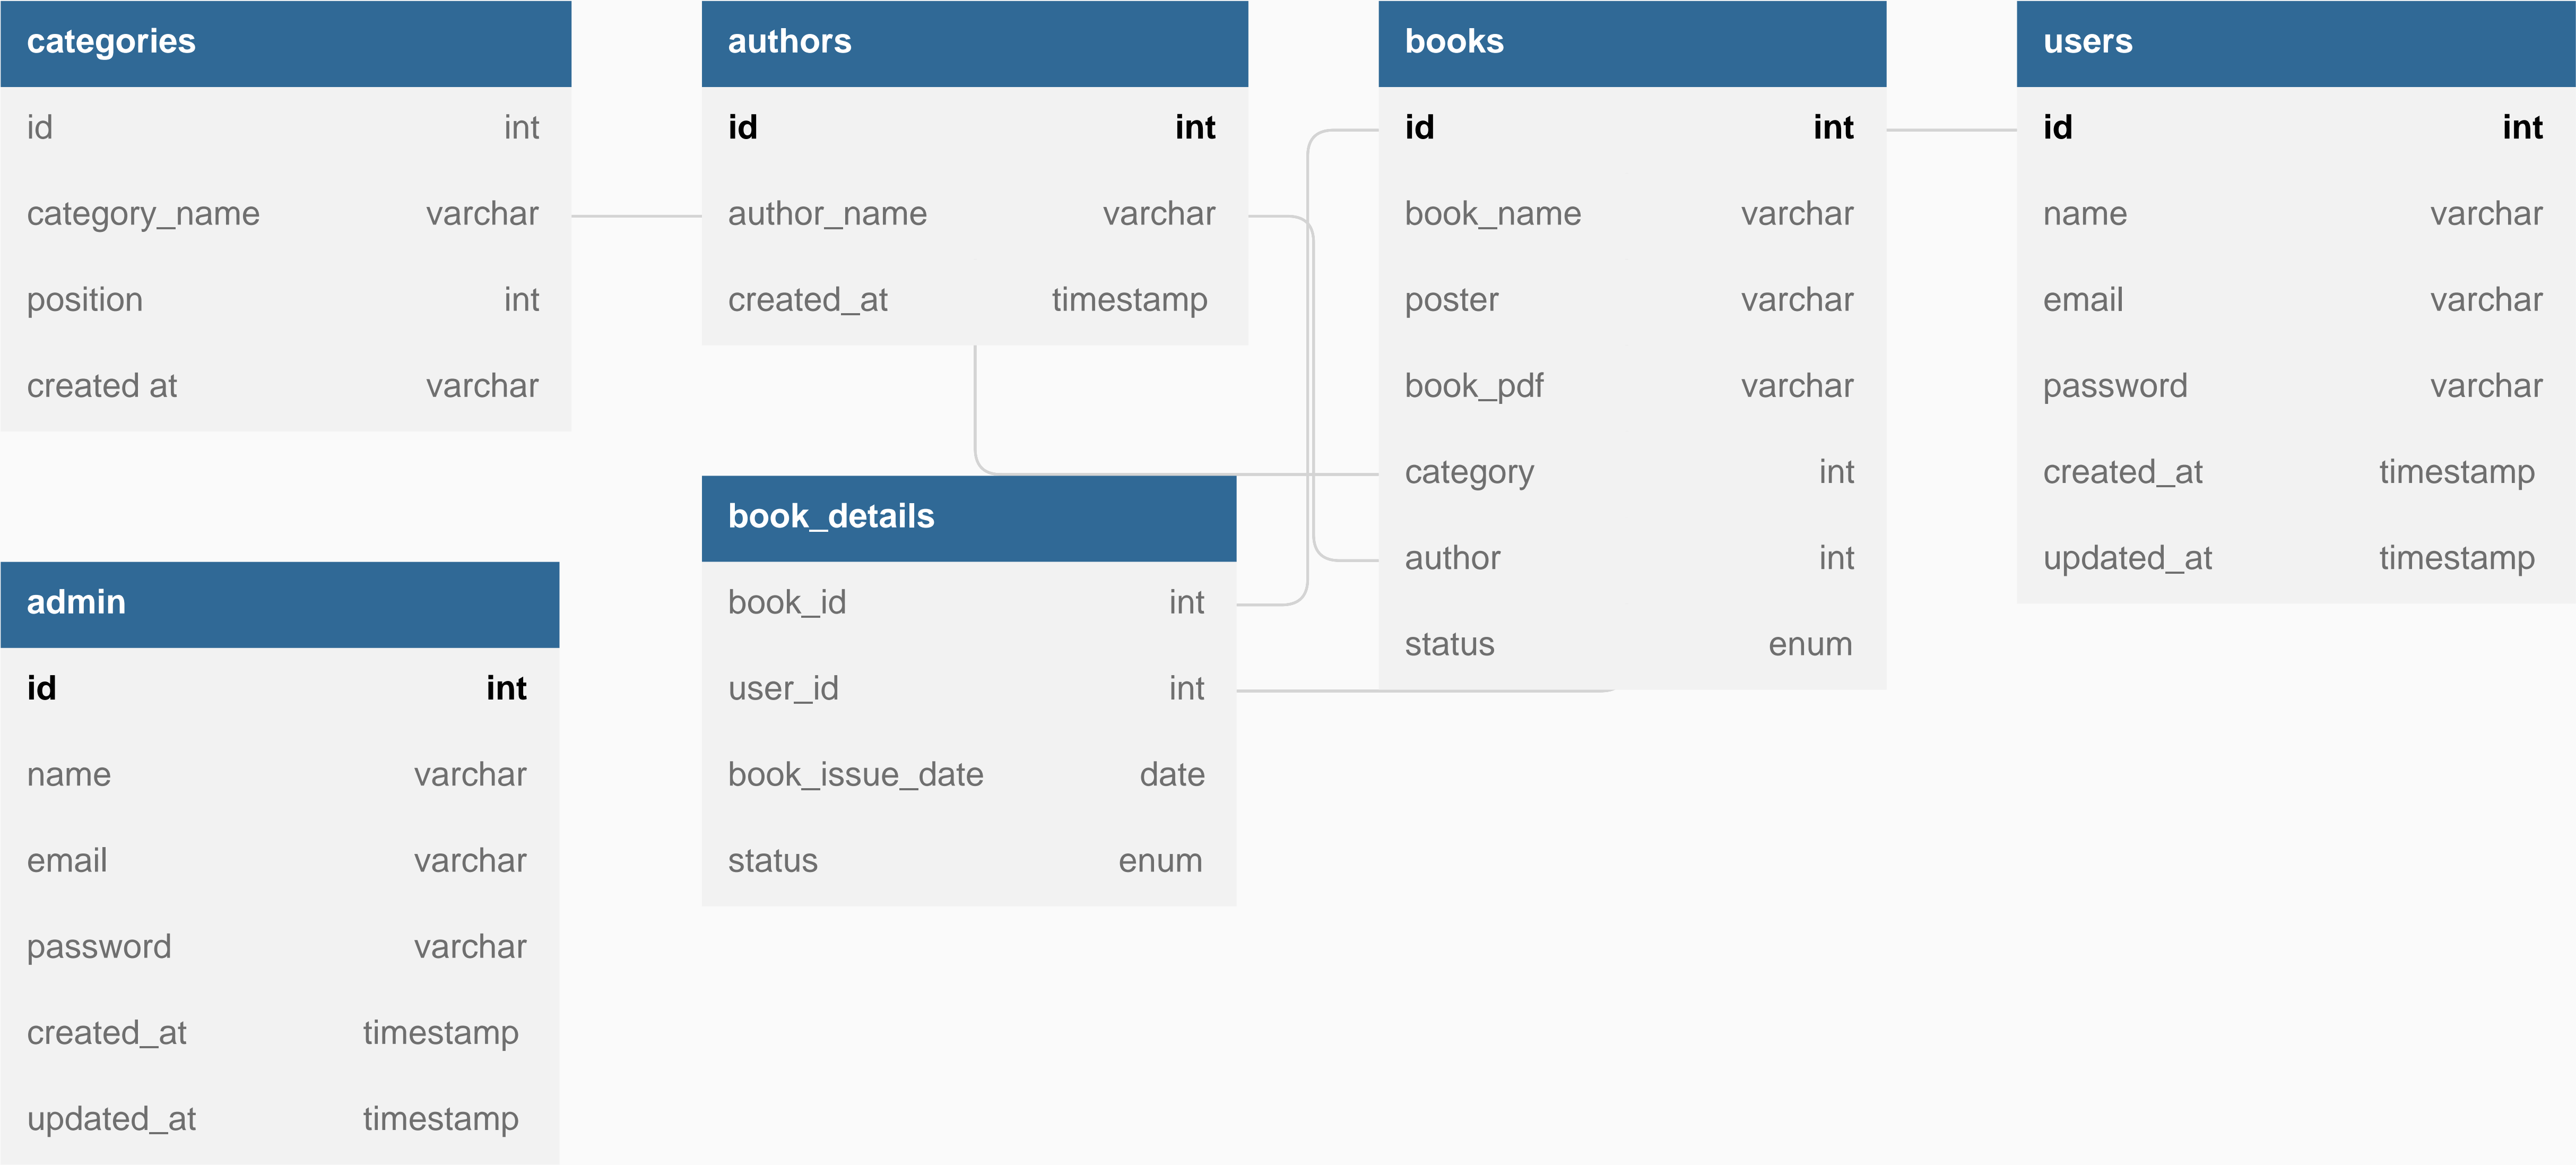 categories
id int
category_name varchar
position int
created at varchar
authors
id int
author_name varchar
created_at timestamp
books
id int
book_name varchar
poster varchar
book_pdf varchar
category int
author int
status enum
users
id int
name varchar
email varchar
password varchar
created_at timestamp
updated_at timestamp
book_details
book_id int
user_id int
book_issue_date date
status enum
admin
id int
name varchar
email varchar
password varchar
created_at timestamp
updated_at timestamp